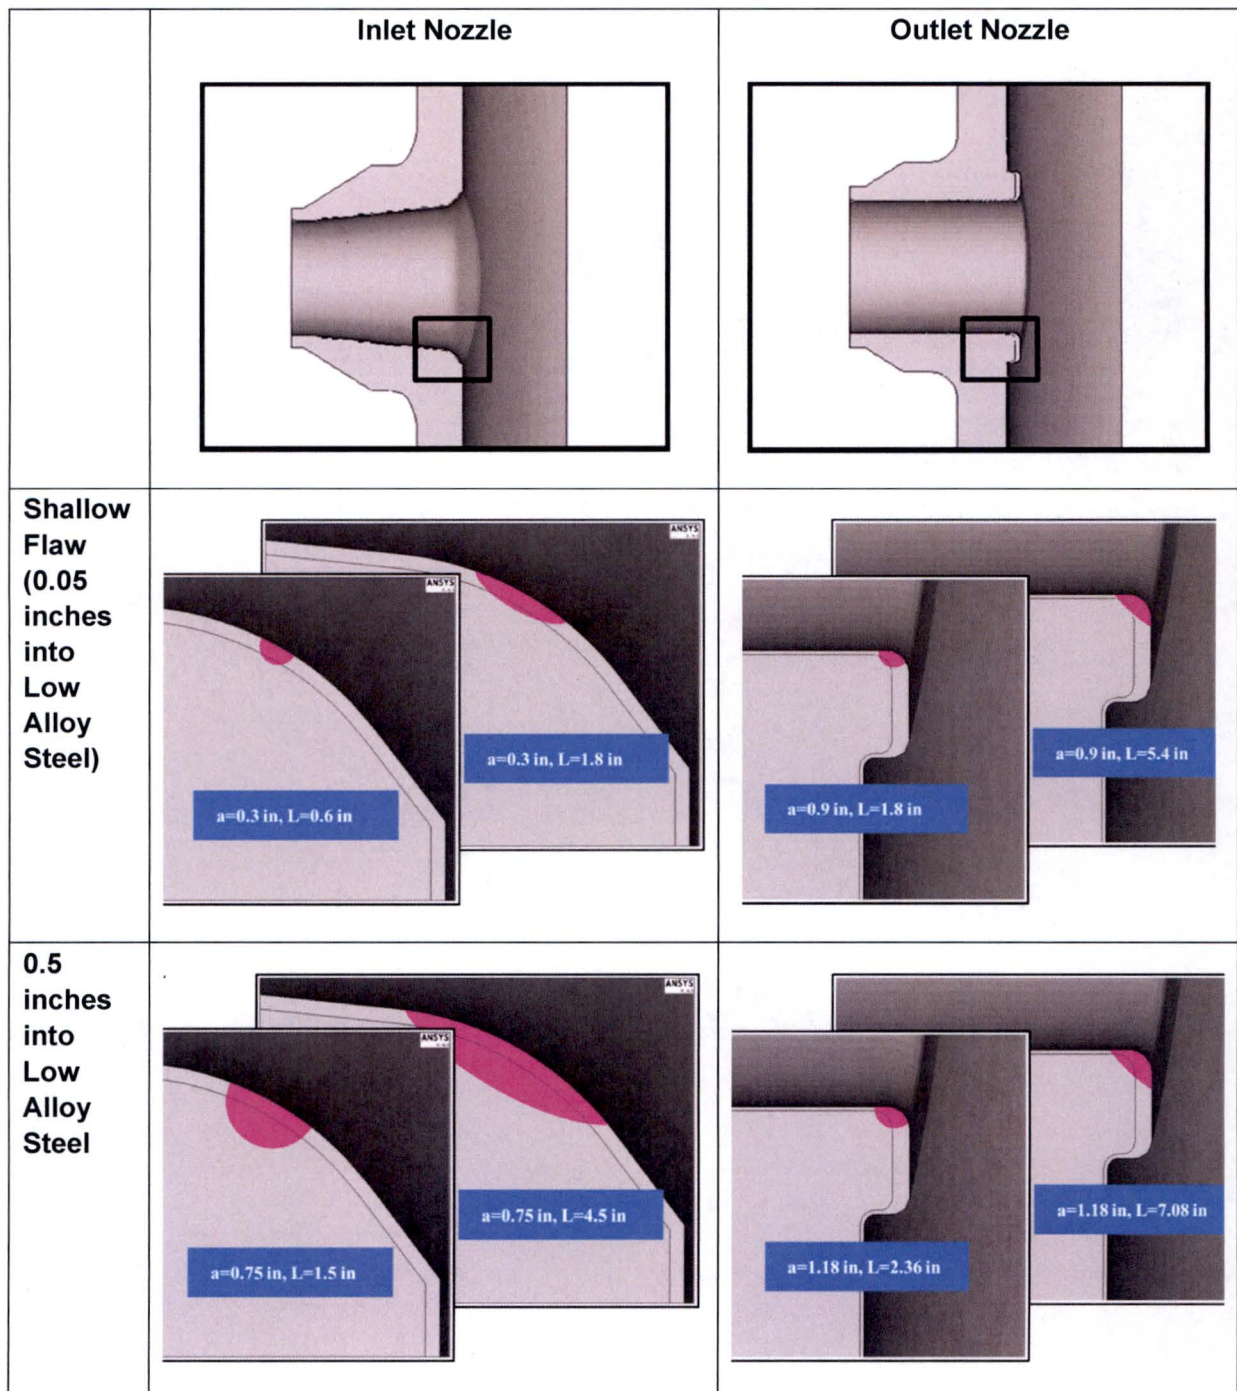 Inlet Nozzle
Outlet Nozzle
Shallow
Flaw
(0.05
inches
into
Low
Alloy
Steel)
ANSYS
ANSYS
a=0.3 in, L=1.8 in
a=0.3 in, L=0.6 in
a=0.9 in, L=5.4 in
a=0.9 in, L=1.8 in
0.5
inches
into
Low
Alloy
Steel
ANSYS
ANSYS
a=0.75 in, L=4.5 in
a=0.75 in, L=1.5 in
a=1.18 in, L=7.08 in
a=1.18 in, L=2.36 in